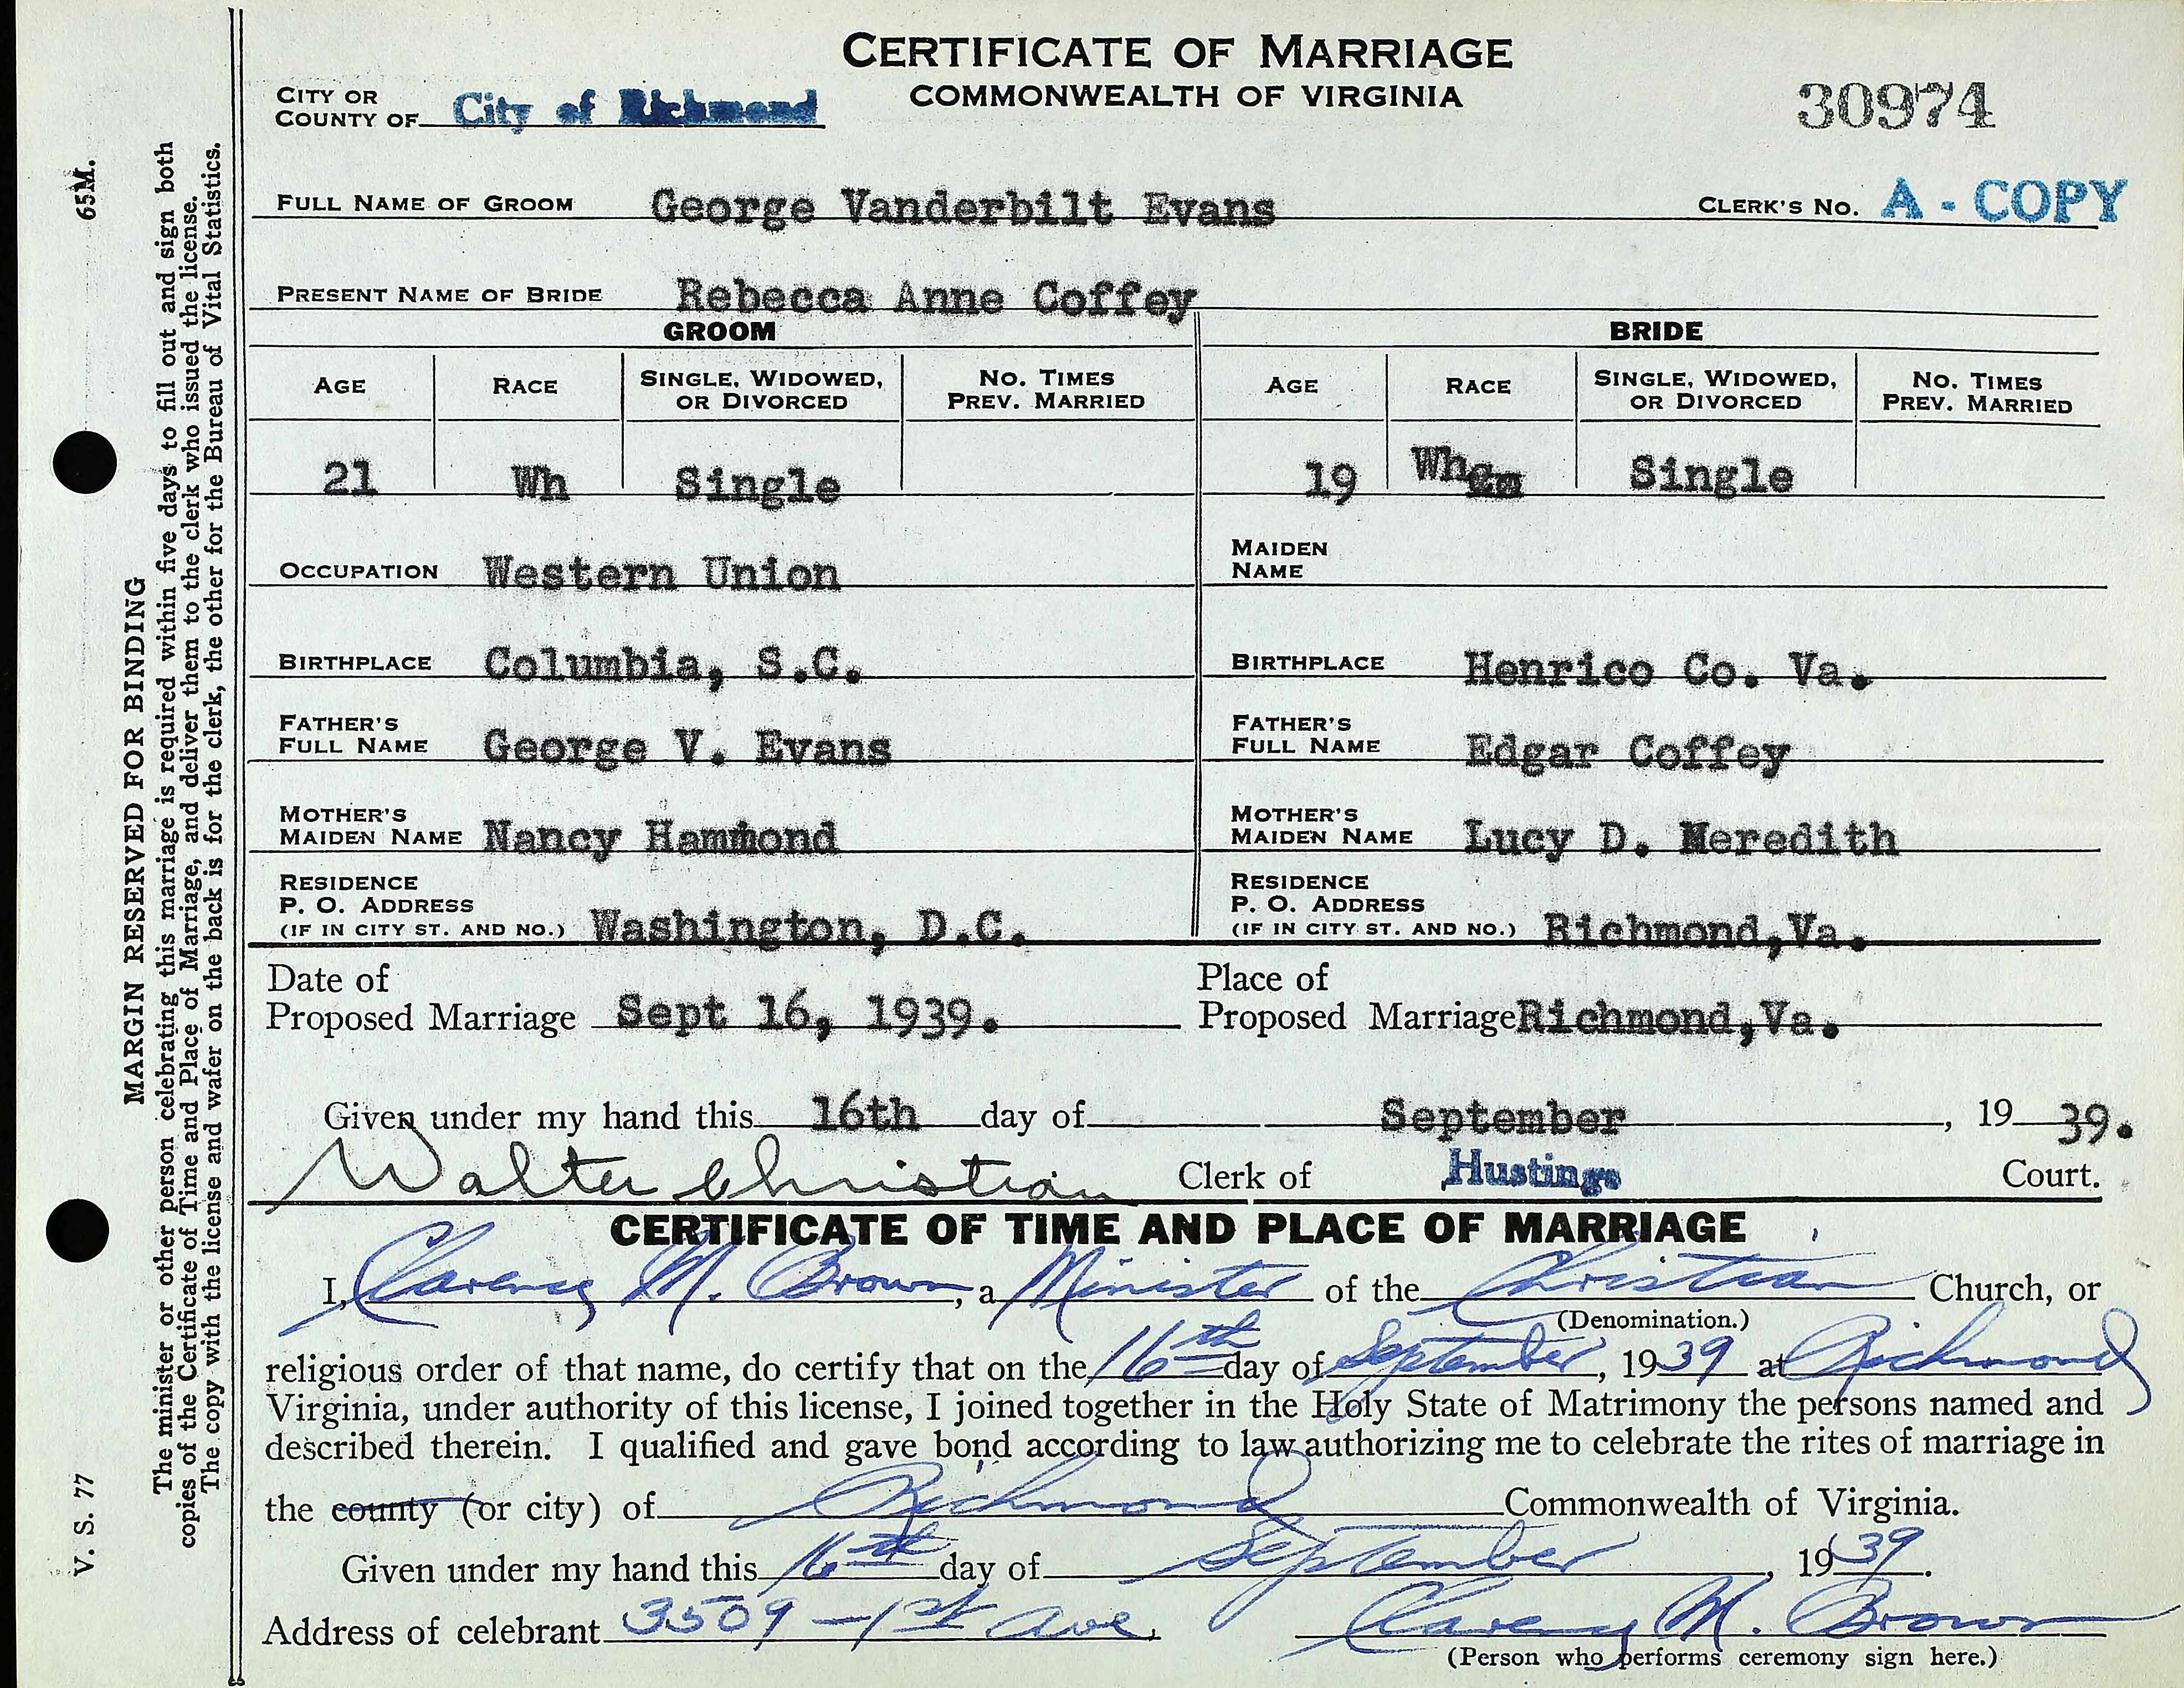 CERTIFICATE OF MARRIAGE
COMMONWEALTH OF VIRGINIA
CITY OR COUNTY OF City of Richmond
30974
FULL NAME OF GROOM George Vanderbilt Evans
CLERK'S NO. A - COPY
PRESENT NAME OF BRIDE Rebecca Anne Coffey
GROOM
BRIDE
AGE RACE SINGLE, WIDOWED, OR DIVORCED NO. TIMES PREV. MARRIED
AGE RACE SINGLE, WIDOWED, OR DIVORCED NO. TIMES PREV. MARRIED
21 Wh Single
19 Wh Single
OCCUPATION Western Union
MAIDEN NAME
BIRTHPLACE Columbia, S.C.
BIRTHPLACE Henrico Co. Va.
FATHER'S FULL NAME George V. Evans
FATHER'S FULL NAME Edgar Coffey
MOTHER'S MAIDEN NAME Nancy Hammond
MOTHER'S MAIDEN NAME Lucy D. Meredith
RESIDENCE
P. O. ADDRESS
(IF IN CITY ST. AND NO.) Washington, D.C.
RESIDENCE
P. O. ADDRESS
(IF IN CITY ST. AND NO.) Richmond,Va.
Date of
Proposed Marriage Sept 16, 1939.
Place of
Proposed Marriage Richmond,Va.
Given under my hand this 16th day of September, 19 39.
Walter Christian Clerk of Hustings Court.
CERTIFICATE OF TIME AND PLACE OF MARRIAGE
I, Clarence M. Brown, a Minister of the Christian Church, or
(Denomination.)
religious order of that name, do certify that on the 16th day of September, 1939 at Richmond
Virginia, under authority of this license, I joined together in the Holy State of Matrimony the persons named and
described therein. I qualified and gave bond according to law authorizing me to celebrate the rites of marriage in
the county (or city) of Richmond Commonwealth of Virginia.
Given under my hand this 16th day of September, 1939.
Address of celebrant 3509 - 1st Ave. Clarence M. Brown
(Person who performs ceremony sign here.)
65M.
V. S. 77
MARGIN RESERVED FOR BINDING
The minister or other person celebrating this marriage is required within five days to fill out and sign both
copies of the Certificate of Time and Place of Marriage, and deliver them to the clerk who issued the license.
The copy with the license and wafer on the back is for the clerk, the other for the Bureau of Vital Statistics.